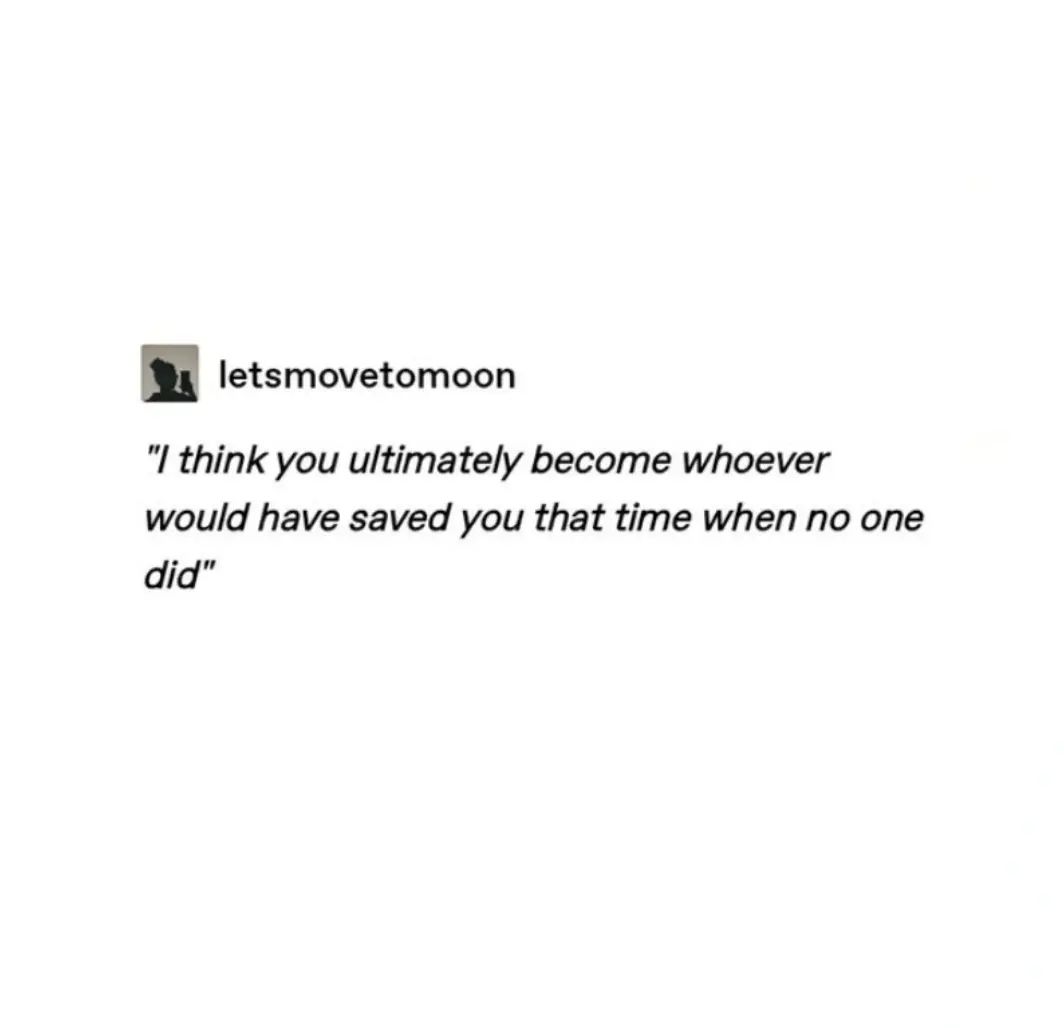 letsmovetomoon
"I think you ultimately become whoever
would have saved you that time when no one
did"